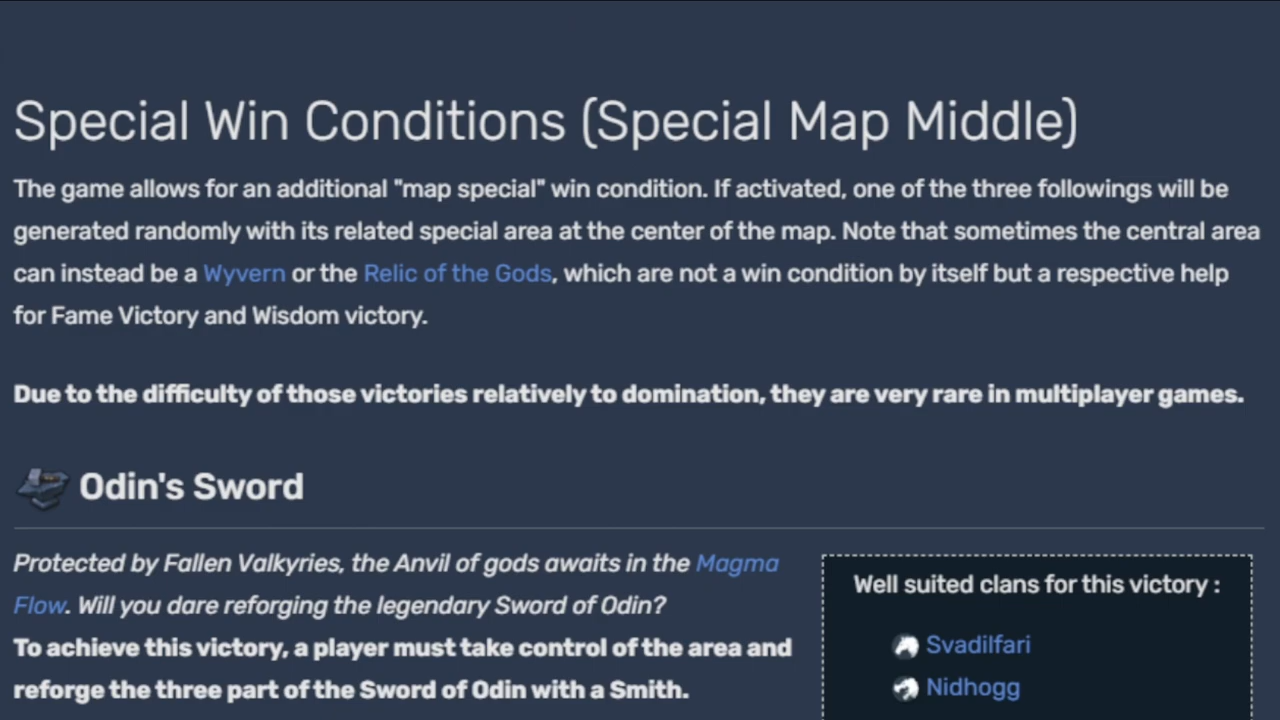 Special Win Conditions (Special Map Middle)
The game allows for an additional "map special" win condition. If activated, one of the three followings will be
generated randomly with its related special area at the center of the map. Note that sometimes the central area
can instead be a Wyvern or the Relic of the Gods, which are not a win condition by itself but a respective help
for Fame Victory and Wisdom victory.
Due to the difficulty of those victories relatively to domination, they are very rare in multiplayer games.
Odin's Sword
Protected by Fallen Valkyries, the Anvil of gods awaits in the Magma
Flow. Will you dare reforging the legendary Sword of Odin?
To achieve this victory, a player must take control of the area and
reforge the three part of the Sword of Odin with a Smith.
Well suited clans for this victory :
Svadilfari
Nidhogg